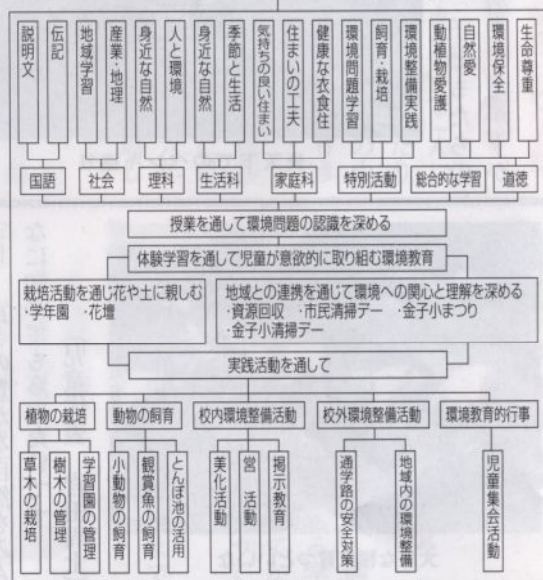 説明文
伝記
地域学習
産業・地理
身近な自然
人と環境
身近な自然
季節と生活
気持ちの良い住まい
住まいの工夫
健康な衣食住
環境問題学習
飼育・栽培
環境整備実践
動植物愛護
自然愛
環境保全
生命尊重
国語
社会
理科
生活科
家庭科
特別活動
総合的な学習
道徳
授業を通して環境問題の認識を深める
体験学習を通して児童が意欲的に取り組む環境教育
栽培活動を通じ花や土に親しむ
・学年園 ・花壇
地域との連携を通じて環境への関心と理解を深める
・資源回収 ・市民清掃デー ・金子小まつり
・金子小清掃デー
実践活動を通して
植物の栽培
動物の飼育
校内環境整備活動
校外環境整備活動
環境教育的行事
草木の栽培
樹木の管理
学習園の管理
小動物の飼育
観賞魚の飼育
とんぼ池の活用
美化活動
営 活動
掲示教育
通学路の安全対策
地域内の環境整備
児童集会活動